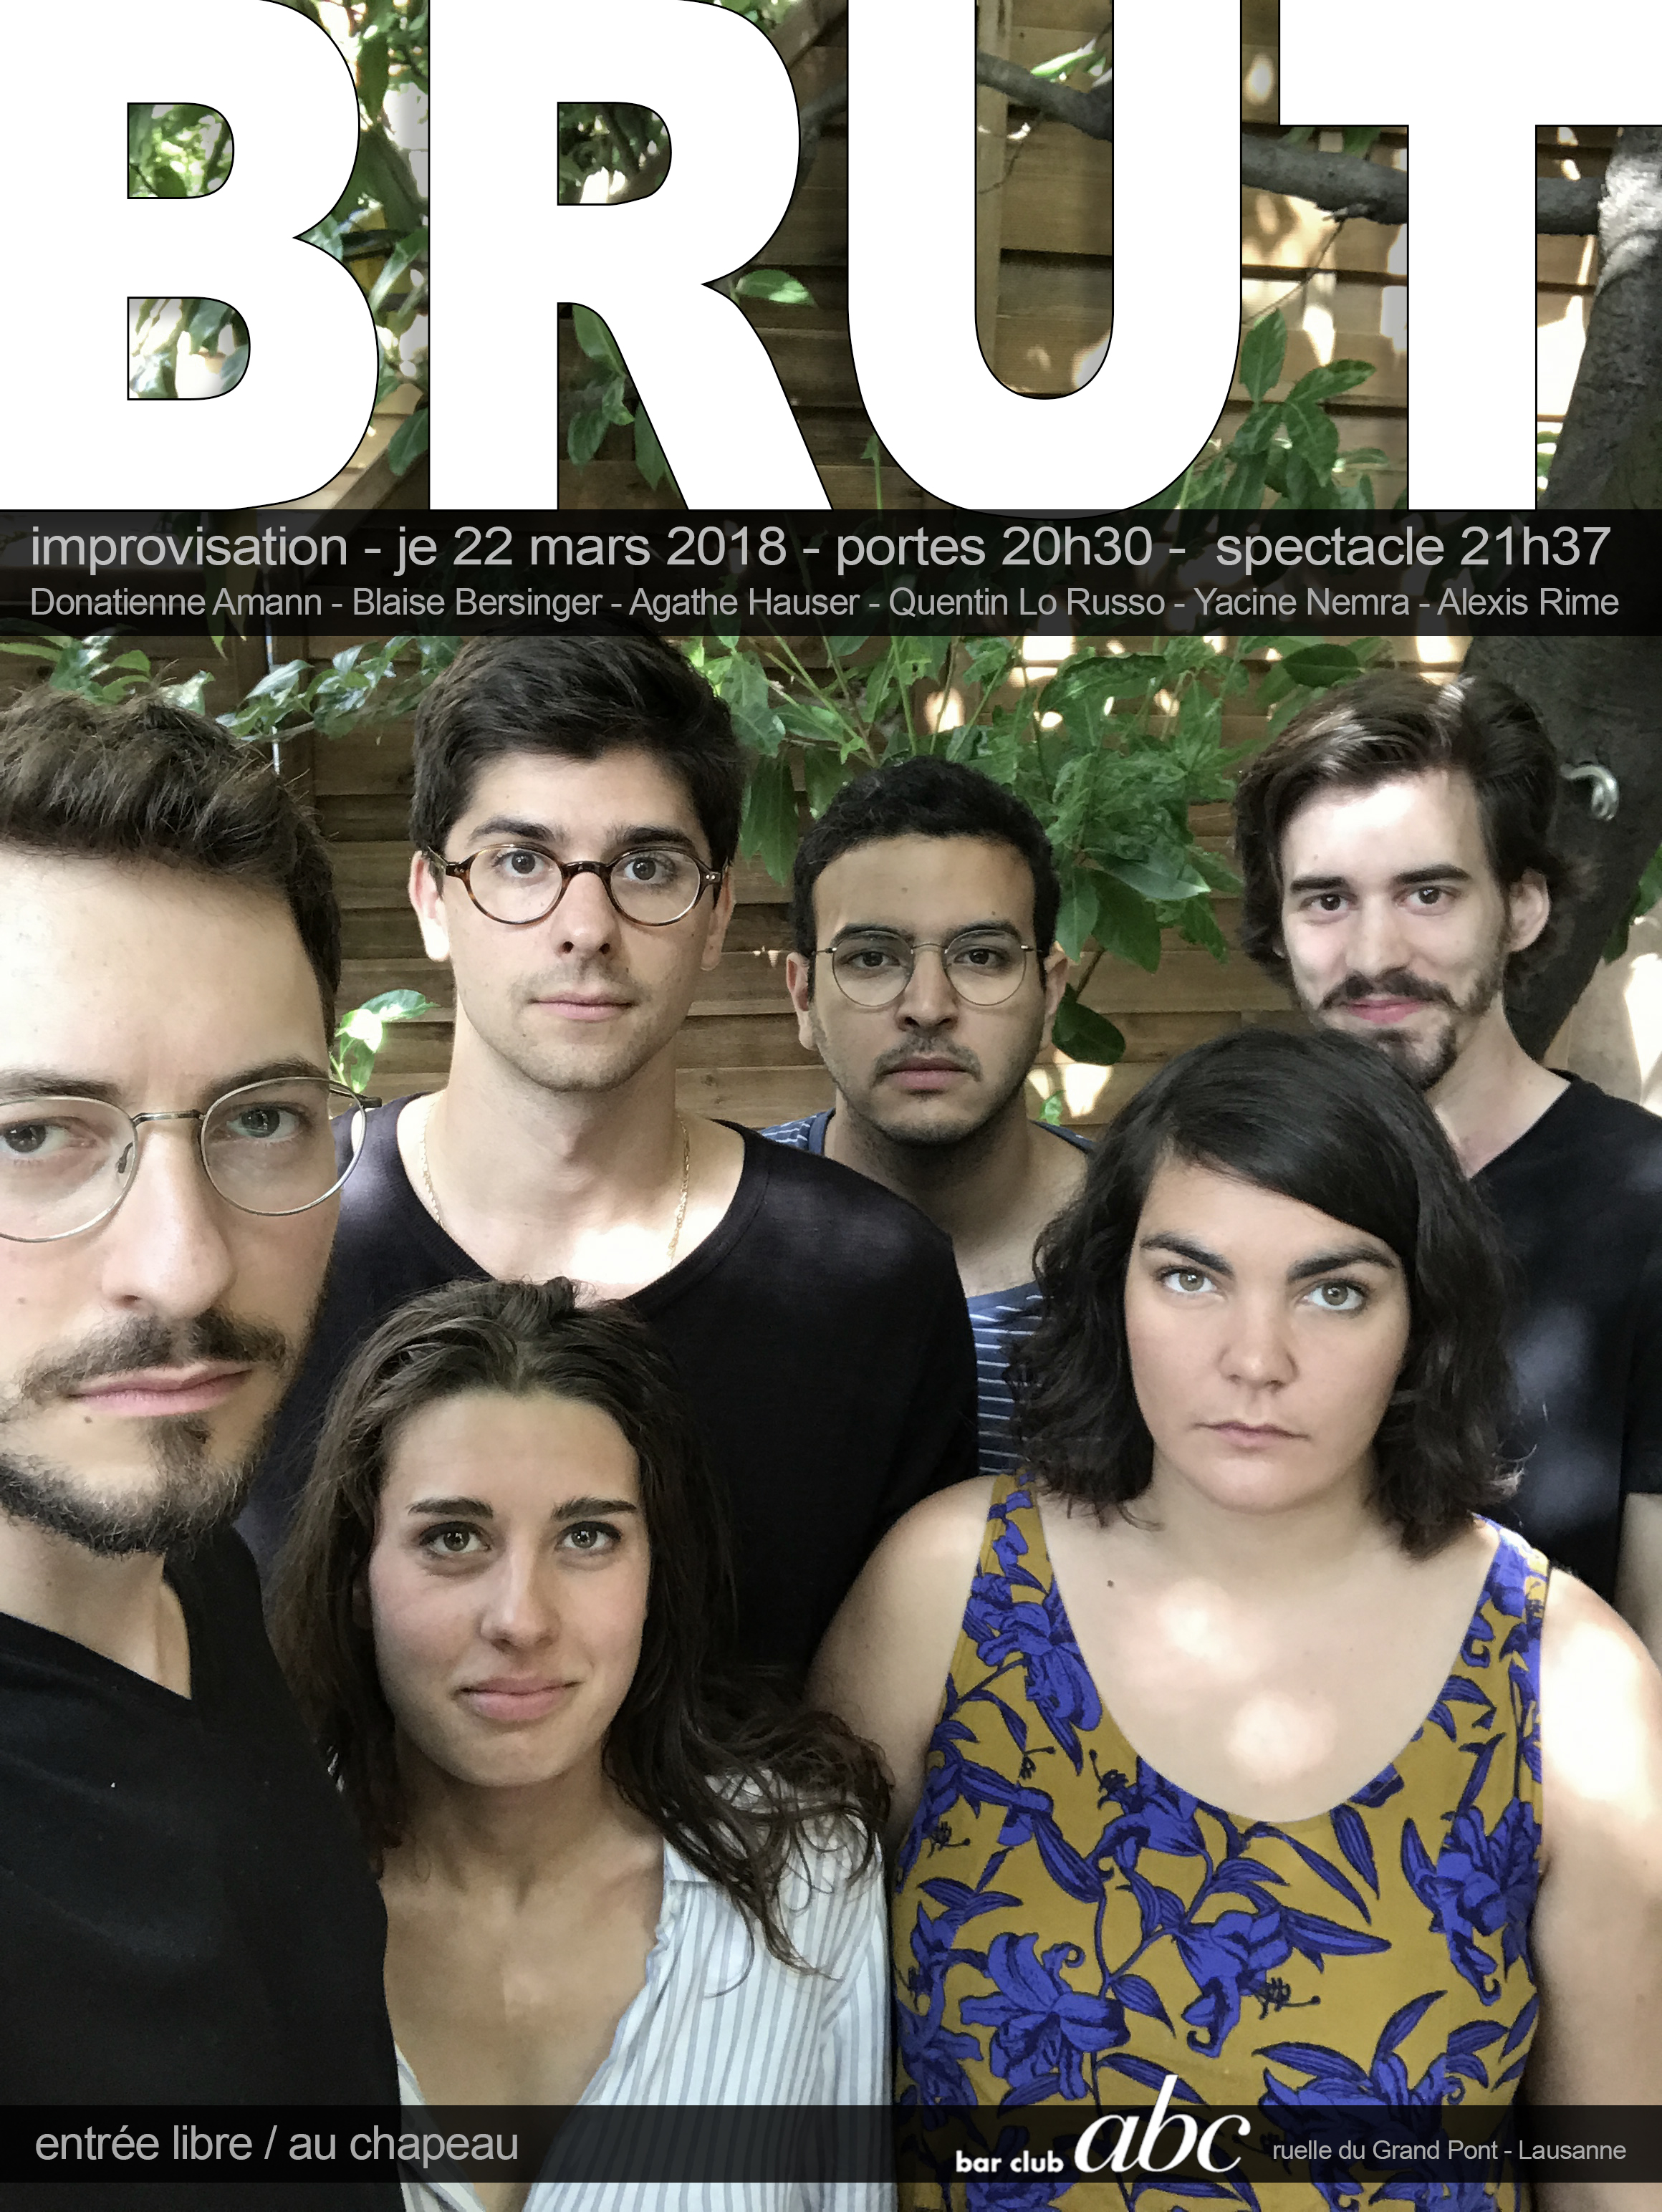 BRUT
improvisation - je 22 mars 2018 - portes 20h30 - spectacle 21h37
Donatienne Amann - Blaise Bersinger - Agathe Hauser - Quentin Lo Russo - Yacine Nemra - Alexis Rime
entrée libre / au chapeau
bar club abc ruelle du Grand Pont - Lausanne